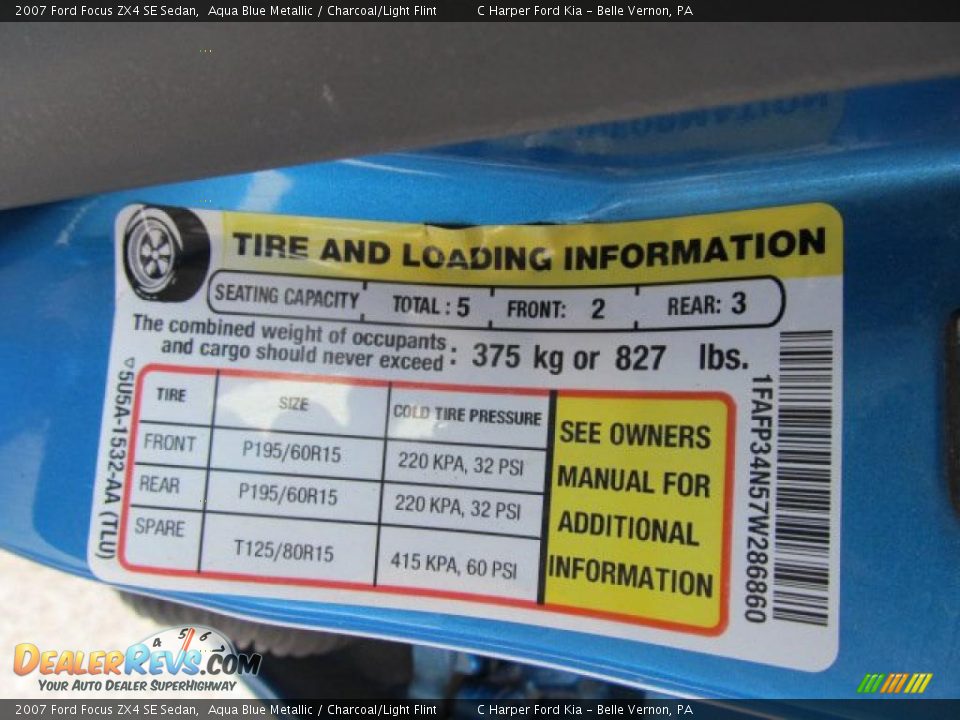 2007 Ford Focus ZX4 SE Sedan, Aqua Blue Metallic / Charcoal/Light Flint C Harper Ford Kia - Belle Vernon, PA
TIRE AND LOADING INFORMATION
SEATING CAPACITY TOTAL : 5 FRONT: 2 REAR: 3
The combined weight of occupants
and cargo should never exceed : 375 kg or 827 lbs.
TIRE SIZE COLD TIRE PRESSURE
FRONT P195/60R15 220 KPA, 32 PSI
REAR P195/60R15 220 KPA, 32 PSI
SPARE T125/80R15 415 KPA, 60 PSI
SEE OWNERS
MANUAL FOR
ADDITIONAL
INFORMATION
5U5A-1532-AA (TLU)
1FAFP34N57W286860
4 5 6
DEALERREVS.COM
YOUR AUTO DEALER SUPERHIGHWAY
2007 Ford Focus ZX4 SE Sedan, Aqua Blue Metallic / Charcoal/Light Flint C Harper Ford Kia - Belle Vernon, PA